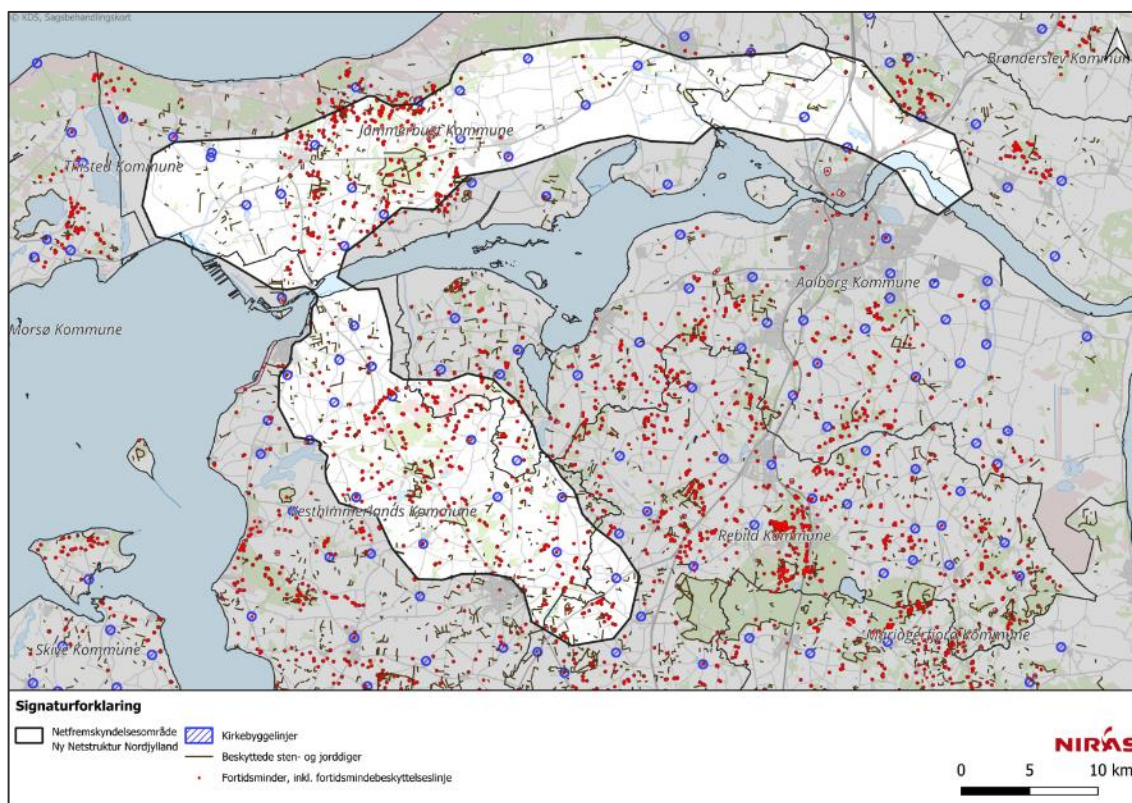 © KDS, Sagsbehandlingskort
Brønderslev Kommun
Jammerbugt Kommune
Thisted Kommune
Aalborg Kommune
Morsø Kommune
Vesthimmerlands Kommune
Rebild Kommune
Mariagerfjord Kommune
Skive Kommune
Signaturforklaring
Netfremskyndelsesområde
Ny Netstruktur Nordjylland
Kirkebyggelinjer
Beskyttede sten- og jorddiger
Fortidsminder, inkl. fortidsmindebeskyttelseslinje
NIRAS
0 5 10 km